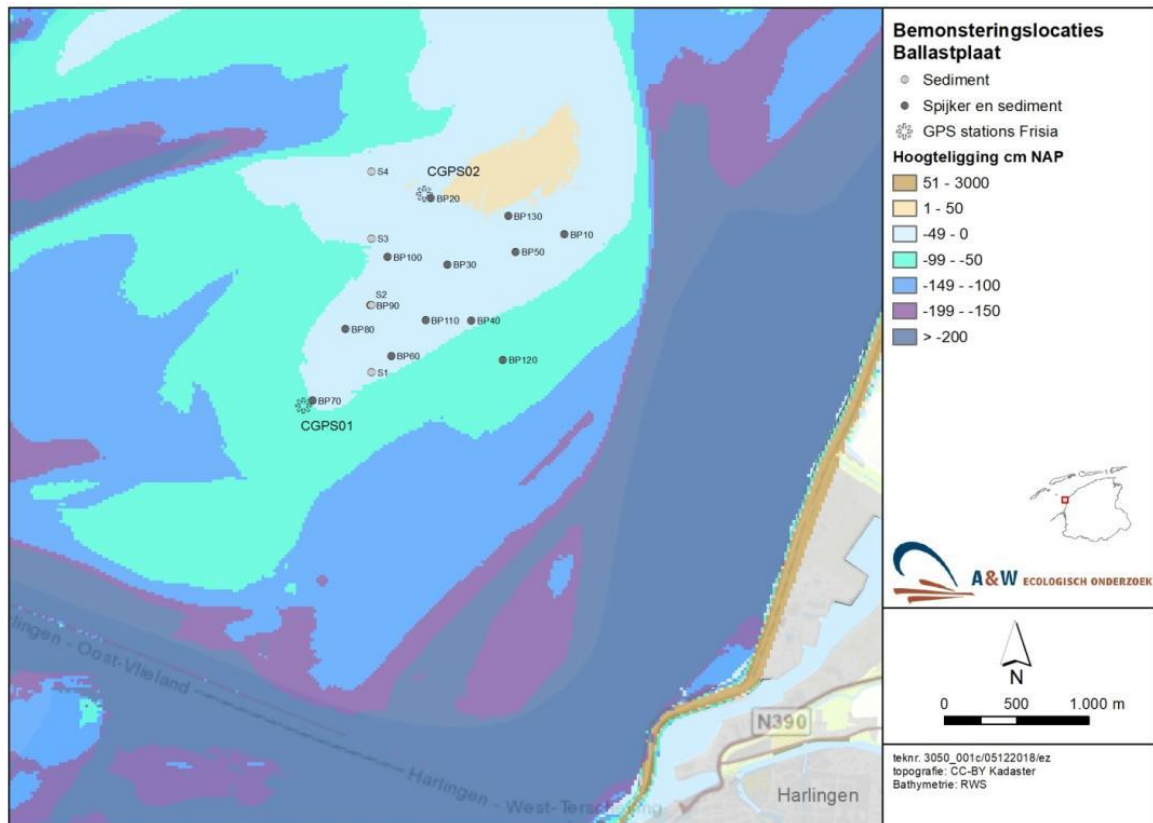 Bemonsteringslocaties
Ballastplaat
Sediment
Spijker en sediment
GPS stations Frisia
Hoogteligging cm NAP
51 - 3000
1 - 50
-49 - 0
-99 - -50
-149 - -100
-199 - -150
> -200
S4
CGPS02
BP20
BP130
BP10
S3
BP50
BP100
BP30
S2
BP90
BP110
BP40
BP80
BP60
BP120
S1
BP70
CGPS01
A&W ECOLOGISCH ONDERZOEK
N
0 500 1.000 m
teknr. 3050_001c/05122018/ez
topografie: CC-BY Kadaster
Bathymetrie: RWS
- Oost-Vlieland
Harlingen - West-Terschelling
N390
Harlingen